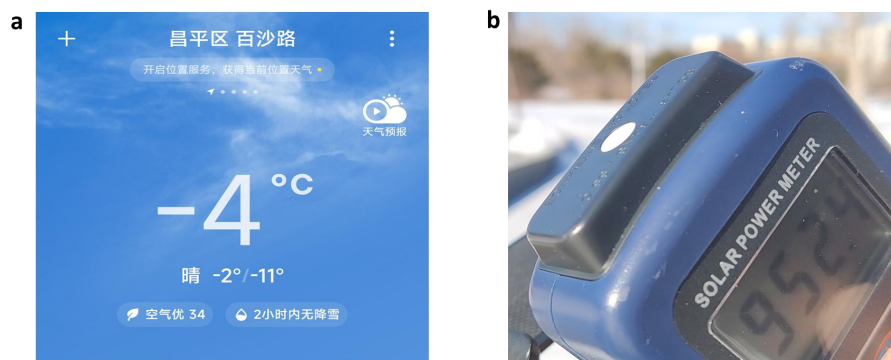 a
昌平区 百沙路
开启位置服务，获得当前位置天气
天气预报
-4°C
晴 -2°/-11°
空气优 34
2小时内无降雪
b
SOLAR POWER METER
952.4